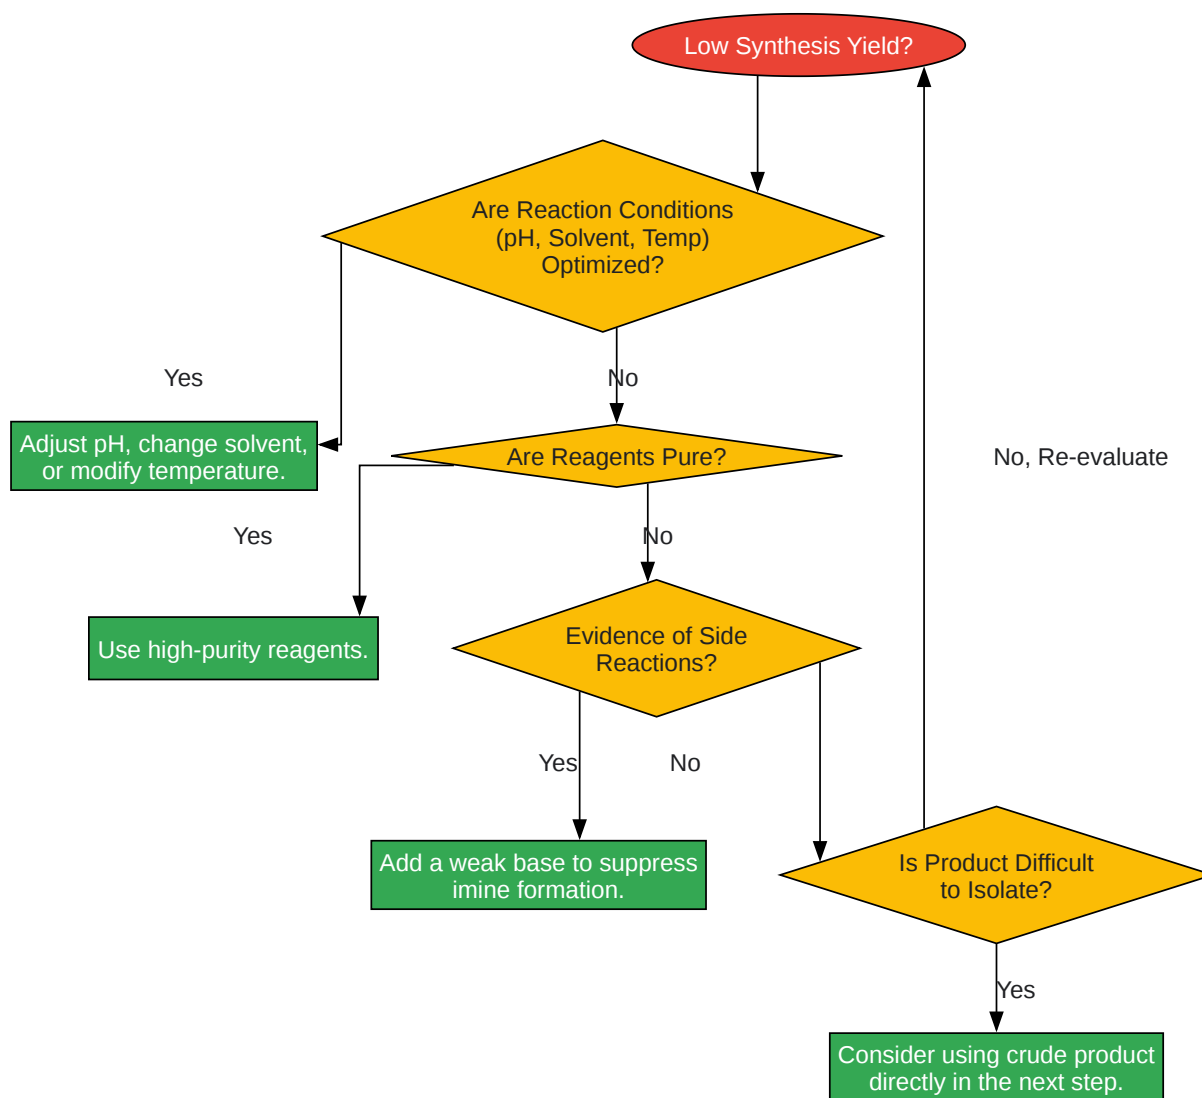 Low Synthesis Yield?
Are Reaction Conditions
(pH, Solvent, Temp)
Optimized?
Yes
No
Adjust pH, change solvent,
or modify temperature.
Are Reagents Pure?
No, Re-evaluate
Yes
No
Use high-purity reagents.
Evidence of Side
Reactions?
Yes
No
Add a weak base to suppress
imine formation.
Is Product Difficult
to Isolate?
Yes
Consider using crude product
directly in the next step.